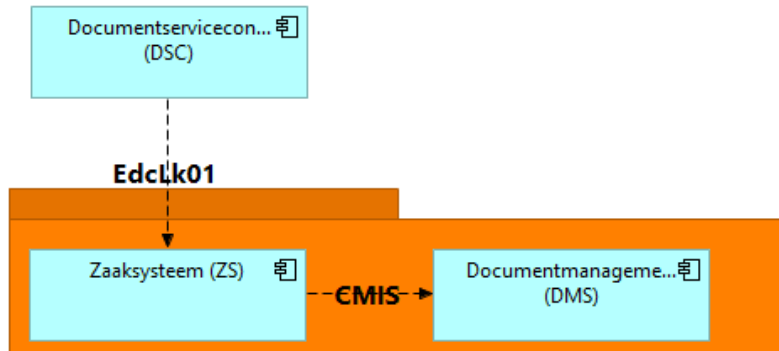 Documentservicecon...
(DSC)
EdcLk01
Zaaksysteem (ZS)
CMIS
Documentmanageme...
(DMS)